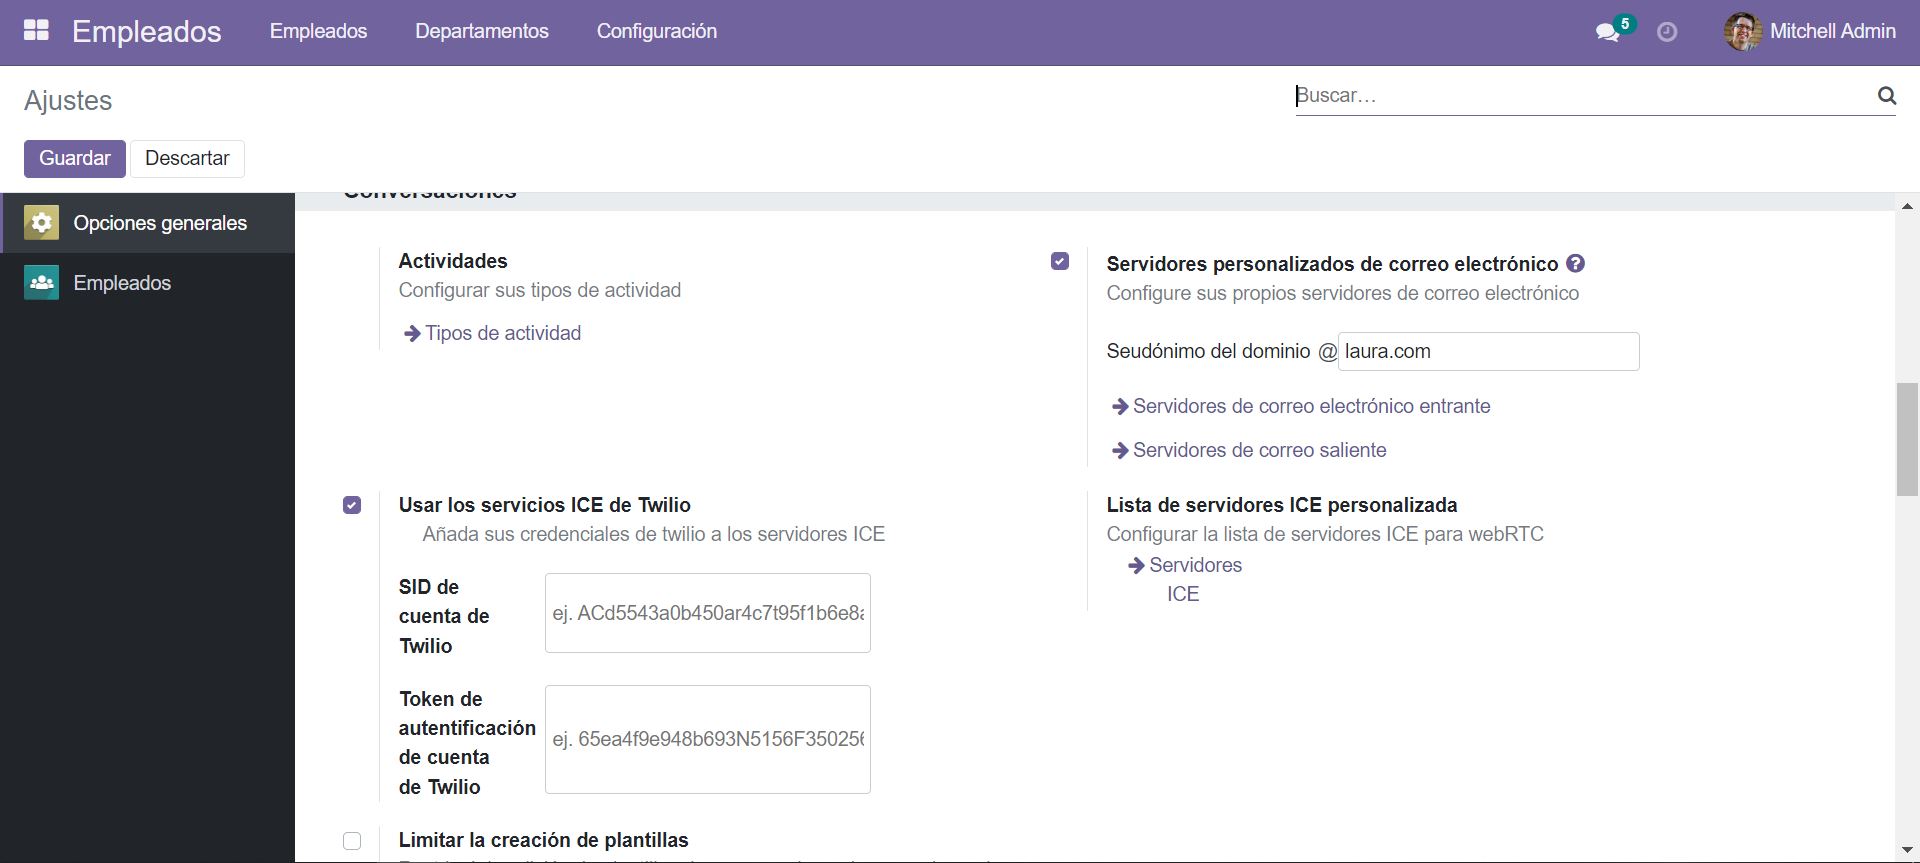 Empleados
Empleados
Departamentos
Configuración
5
Mitchell Admin
Ajustes
Buscar...
Guardar
Descartar
Opciones generales
Empleados
Conversaciones
Actividades
Configurar sus tipos de actividad
Tipos de actividad
Servidores personalizados de correo electrónico
Configure sus propios servidores de correo electrónico
Seudónimo del dominio @ laura.com
Servidores de correo electrónico entrante
Servidores de correo saliente
Usar los servicios ICE de Twilio
Añada sus credenciales de twilio a los servidores ICE
SID de
cuenta de
Twilio
ej. ACd5543a0b450ar4c7t95f1b6e8a
Token de
autentificación
de cuenta
de Twilio
ej. 65ea4f9e948b693N5156F350256
Lista de servidores ICE personalizada
Configurar la lista de servidores ICE para webRTC
Servidores
ICE
Limitar la creación de plantillas